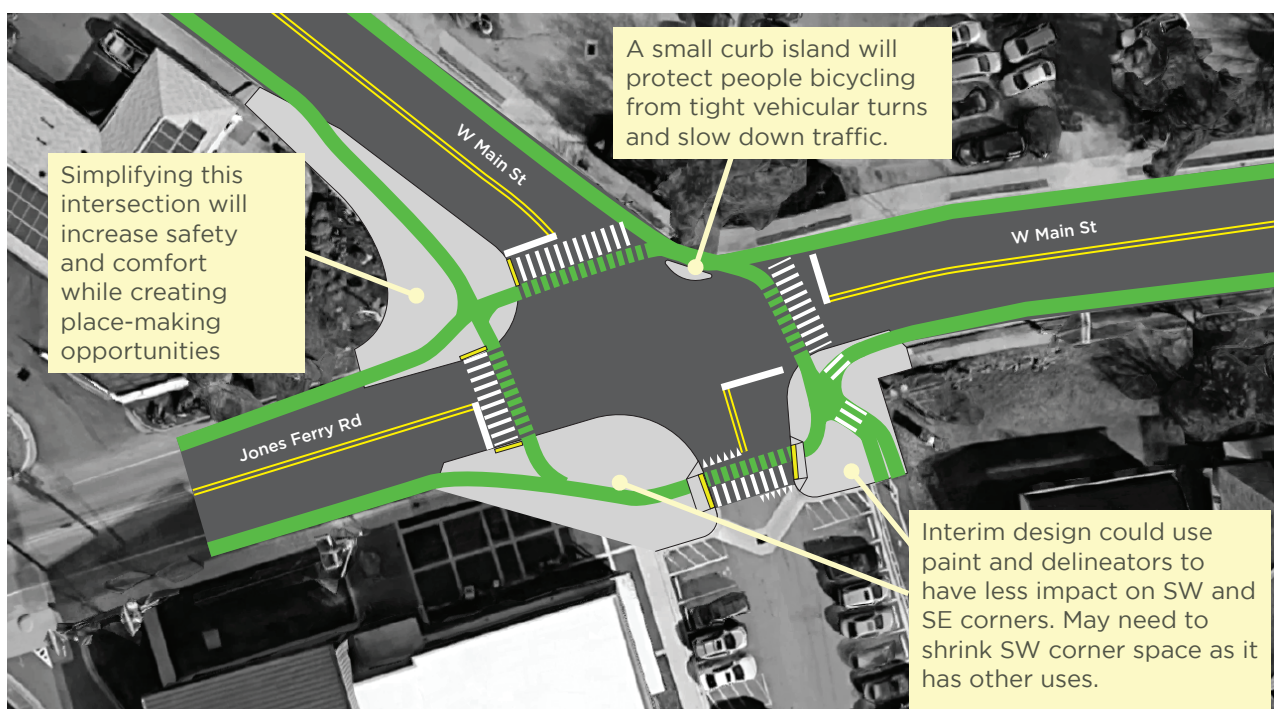 A small curb island will
protect people bicycling
from tight vehicular turns
and slow down traffic.
W Main St
Simplifying this
intersection will
increase safety
and comfort
while creating
place-making
opportunities
W Main St
Jones Ferry Rd
Interim design could use
paint and delineators to
have less impact on SW and
SE corners. May need to
shrink SW corner space as it
has other uses.